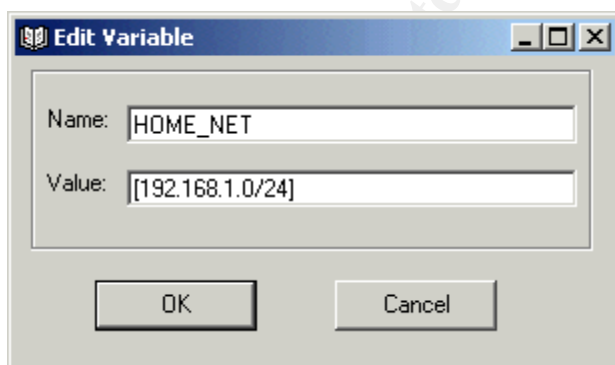 Edit Variable
Name: HOME_NET
Value: [192.168.1.0/24]
OK Cancel